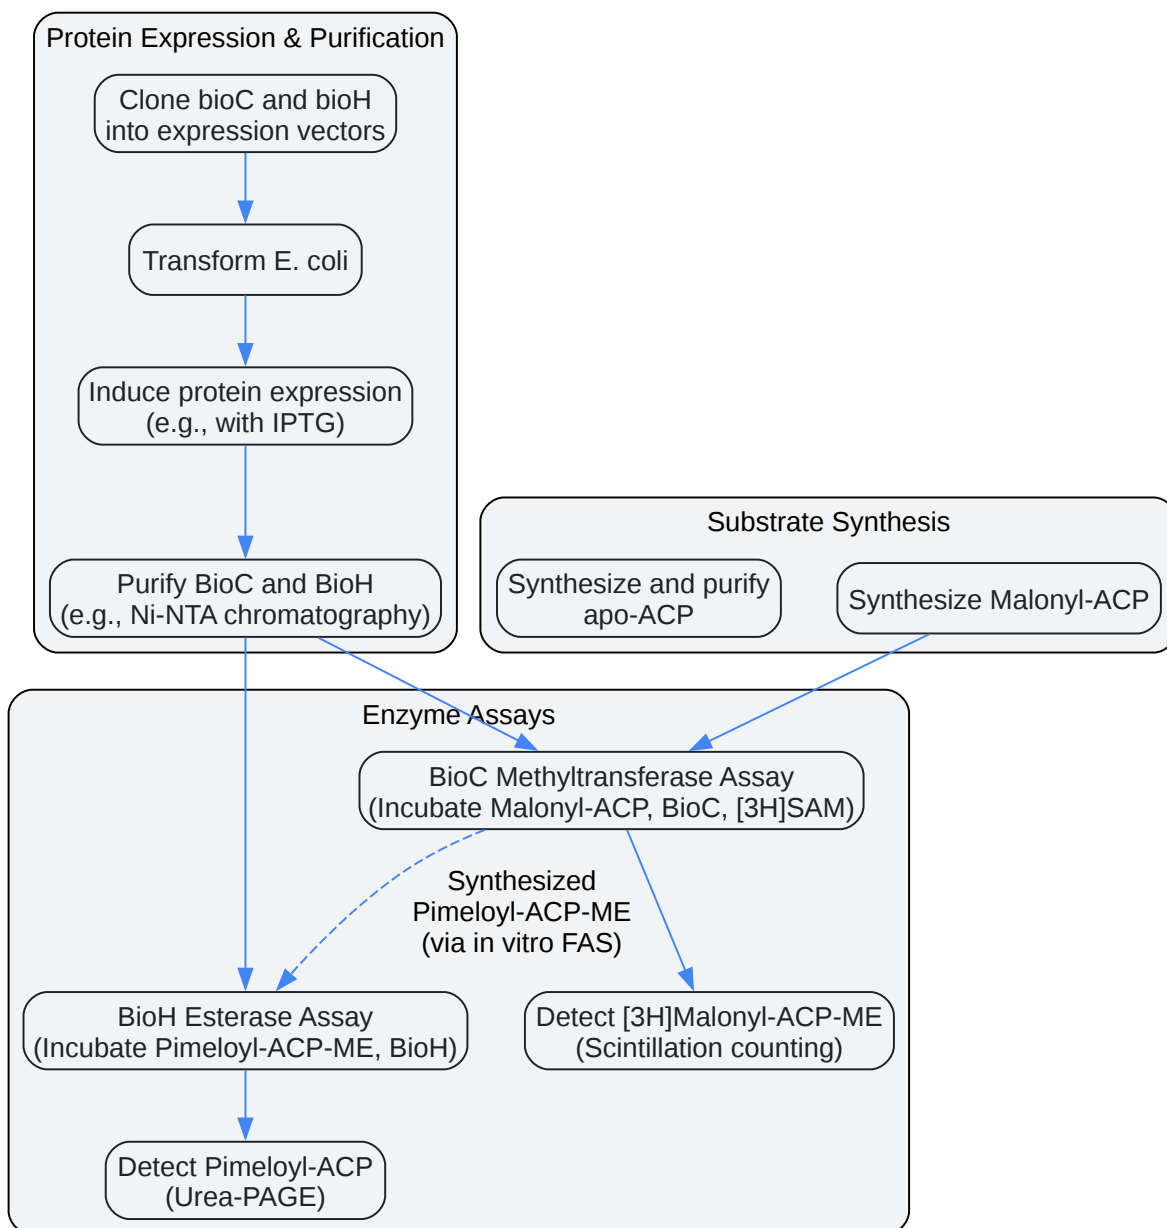 Protein Expression & Purification
Clone bioC and bioH
into expression vectors
Transform E. coli
Induce protein expression
(e.g., with IPTG)
Purify BioC and BioH
(e.g., Ni-NTA chromatography)
Substrate Synthesis
Synthesize and purify
apo-ACP
Synthesize Malonyl-ACP
Enzyme Assays
BioC Methyltransferase Assay
(Incubate Malonyl-ACP, BioC, [3H]SAM)
Synthesized
Pimeloyl-ACP-ME
(via in vitro FAS)
BioH Esterase Assay
(Incubate Pimeloyl-ACP-ME, BioH)
Detect [3H]Malonyl-ACP-ME
(Scintillation counting)
Detect Pimeloyl-ACP
(Urea-PAGE)